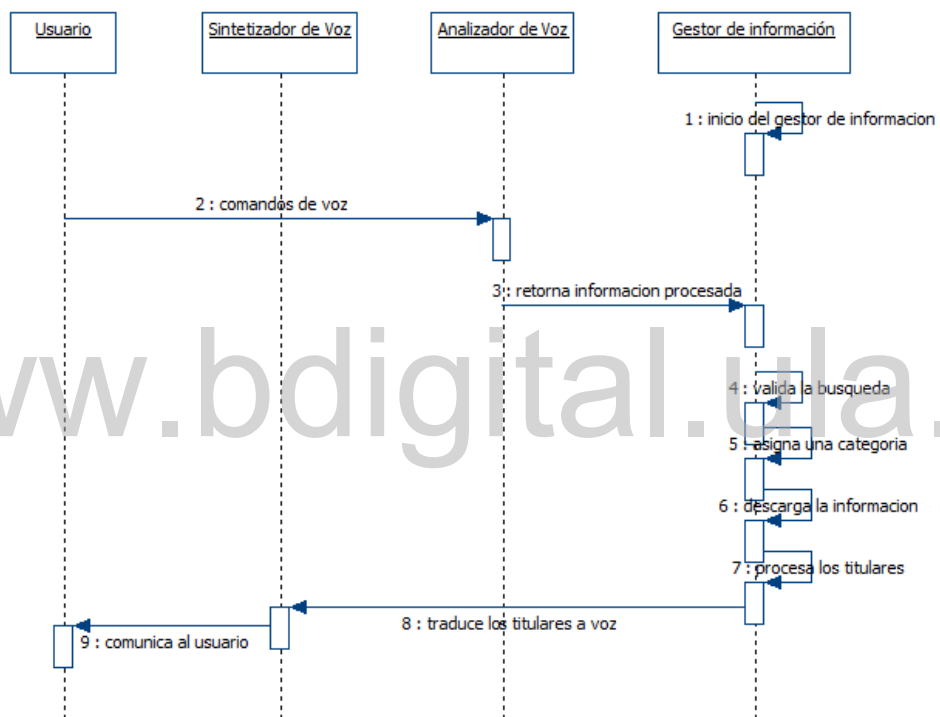 Usuario
Sintetizador de Voz
Analizador de Voz
Gestor de información
1 : inicio del gestor de informacion
2 : comandos de voz
3 : retorna informacion procesada
4 : valida la busqueda
www.bdigital.ula.
5 : asigna una categoria
6 : descarga la informacion
7 : procesa los titulares
8 : traduce los titulares a voz
9 : comunica al usuario